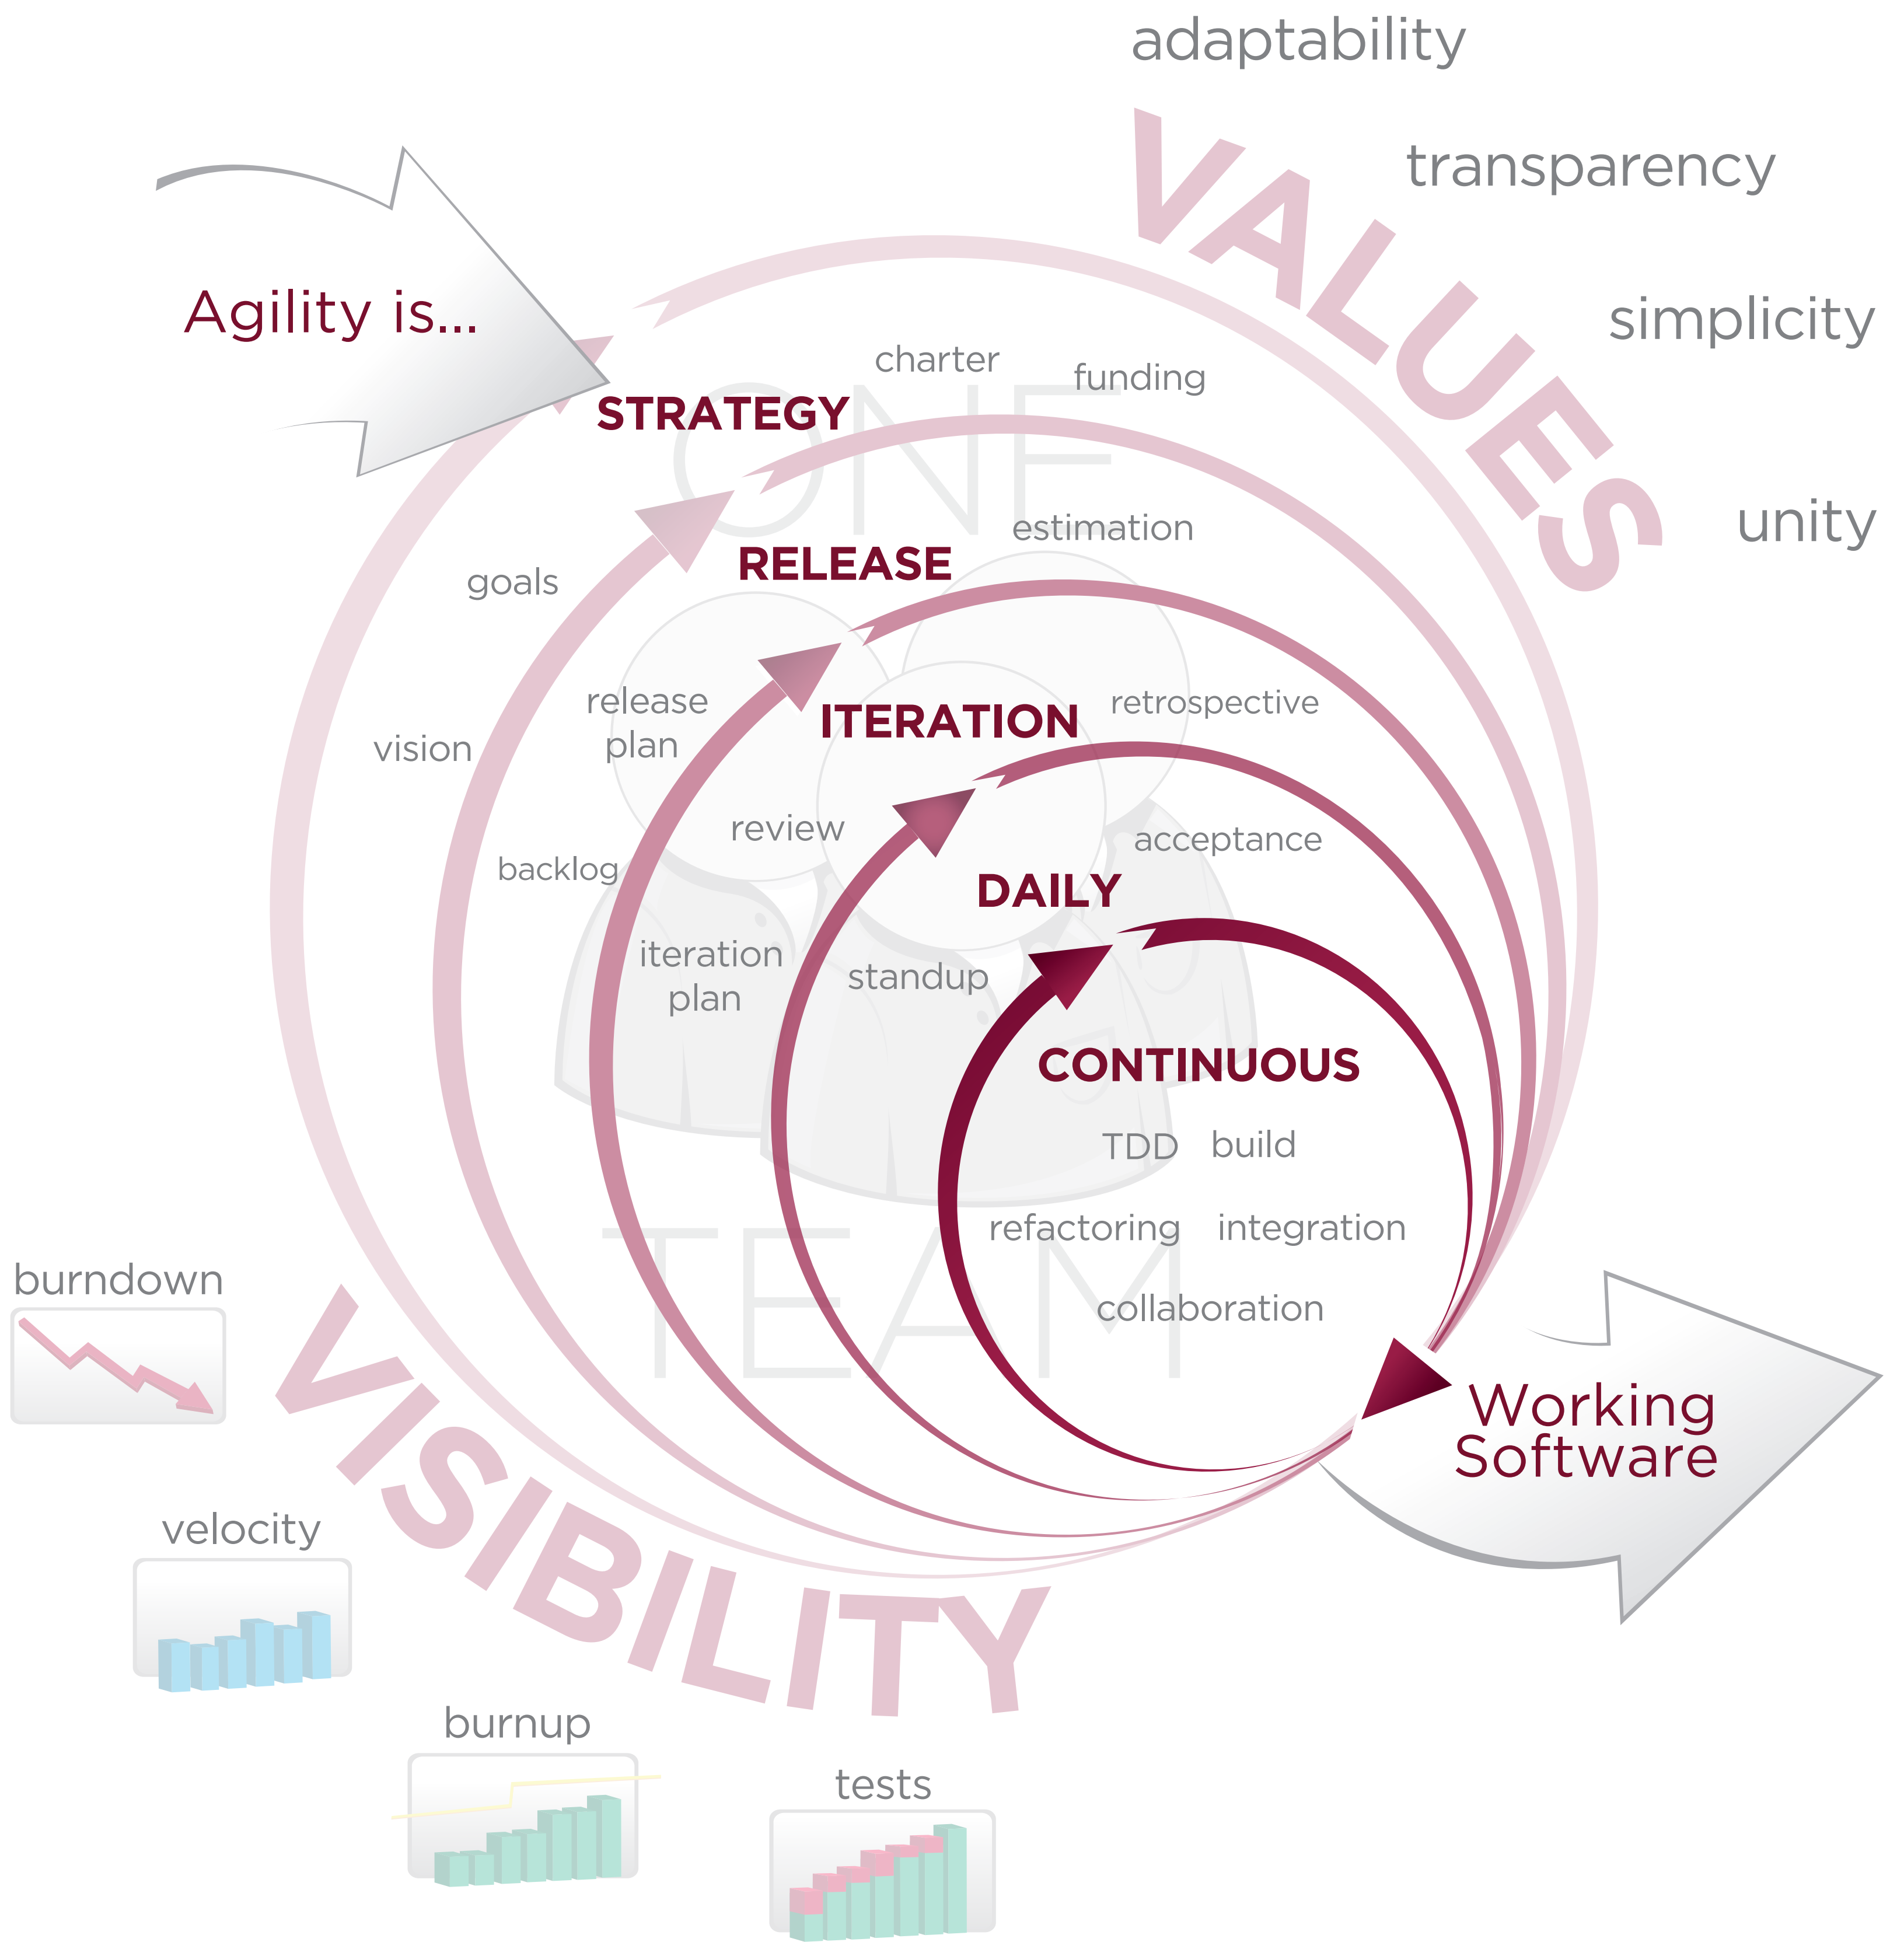 adaptability
VALUES
transparency
simplicity
unity
Agility is...
STRATEGY
charter
funding
goals
vision
ONE
RELEASE
estimation
release
plan
backlog
ITERATION
retrospective
review
iteration
plan
DAILY
acceptance
standup
CONTINUOUS
TDD build
refactoring integration
collaboration
TEAM
Working
Software
VISIBILITY
burndown
velocity
burnup
tests